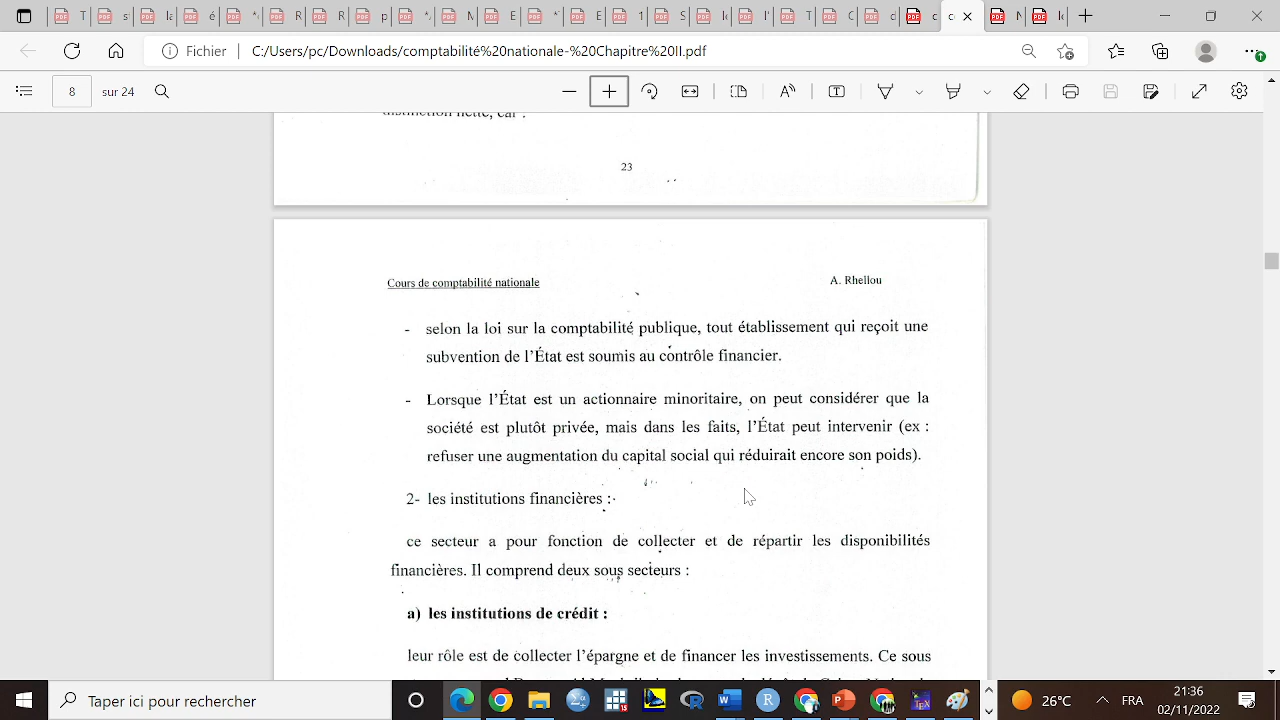 Fichier
C:/Users/pc/Downloads/comptabilité%20nationale-%20Chapitre%20II.pdf
8 sur 24
23
Cours de comptabilité nationale
A. Rhellou
- selon la loi sur la comptabilité publique, tout établissement qui reçoit une
subvention de l'État est soumis au contrôle financier.
- Lorsque l'État est un actionnaire minoritaire, on peut considérer que la
société est plutôt privée, mais dans les faits, l'État peut intervenir (ex :
refuser une augmentation du capital social qui réduirait encore son poids).
2- les institutions financières :
ce secteur a pour fonction de collecter et de répartir les disponibilités
financières. Il comprend deux sous secteurs :
a) les institutions de crédit :
leur rôle est de collecter l'épargne et de financer les investissements. Ce sous
Taper ici pour rechercher
26°C
FRA
21:36
02/11/2022